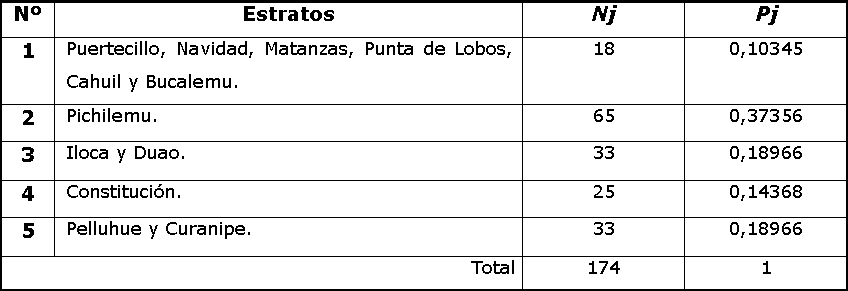 Nº Estratos Nj Pj
1 Puertecillo, Navidad, Matanzas, Punta de Lobos, 18 0,10345
Cahuil y Bucalemu.
2 Pichilemu. 65 0,37356
3 Iloca y Duao. 33 0,18966
4 Constitución. 25 0,14368
5 Pelluhue y Curanipe. 33 0,18966
Total 174 1